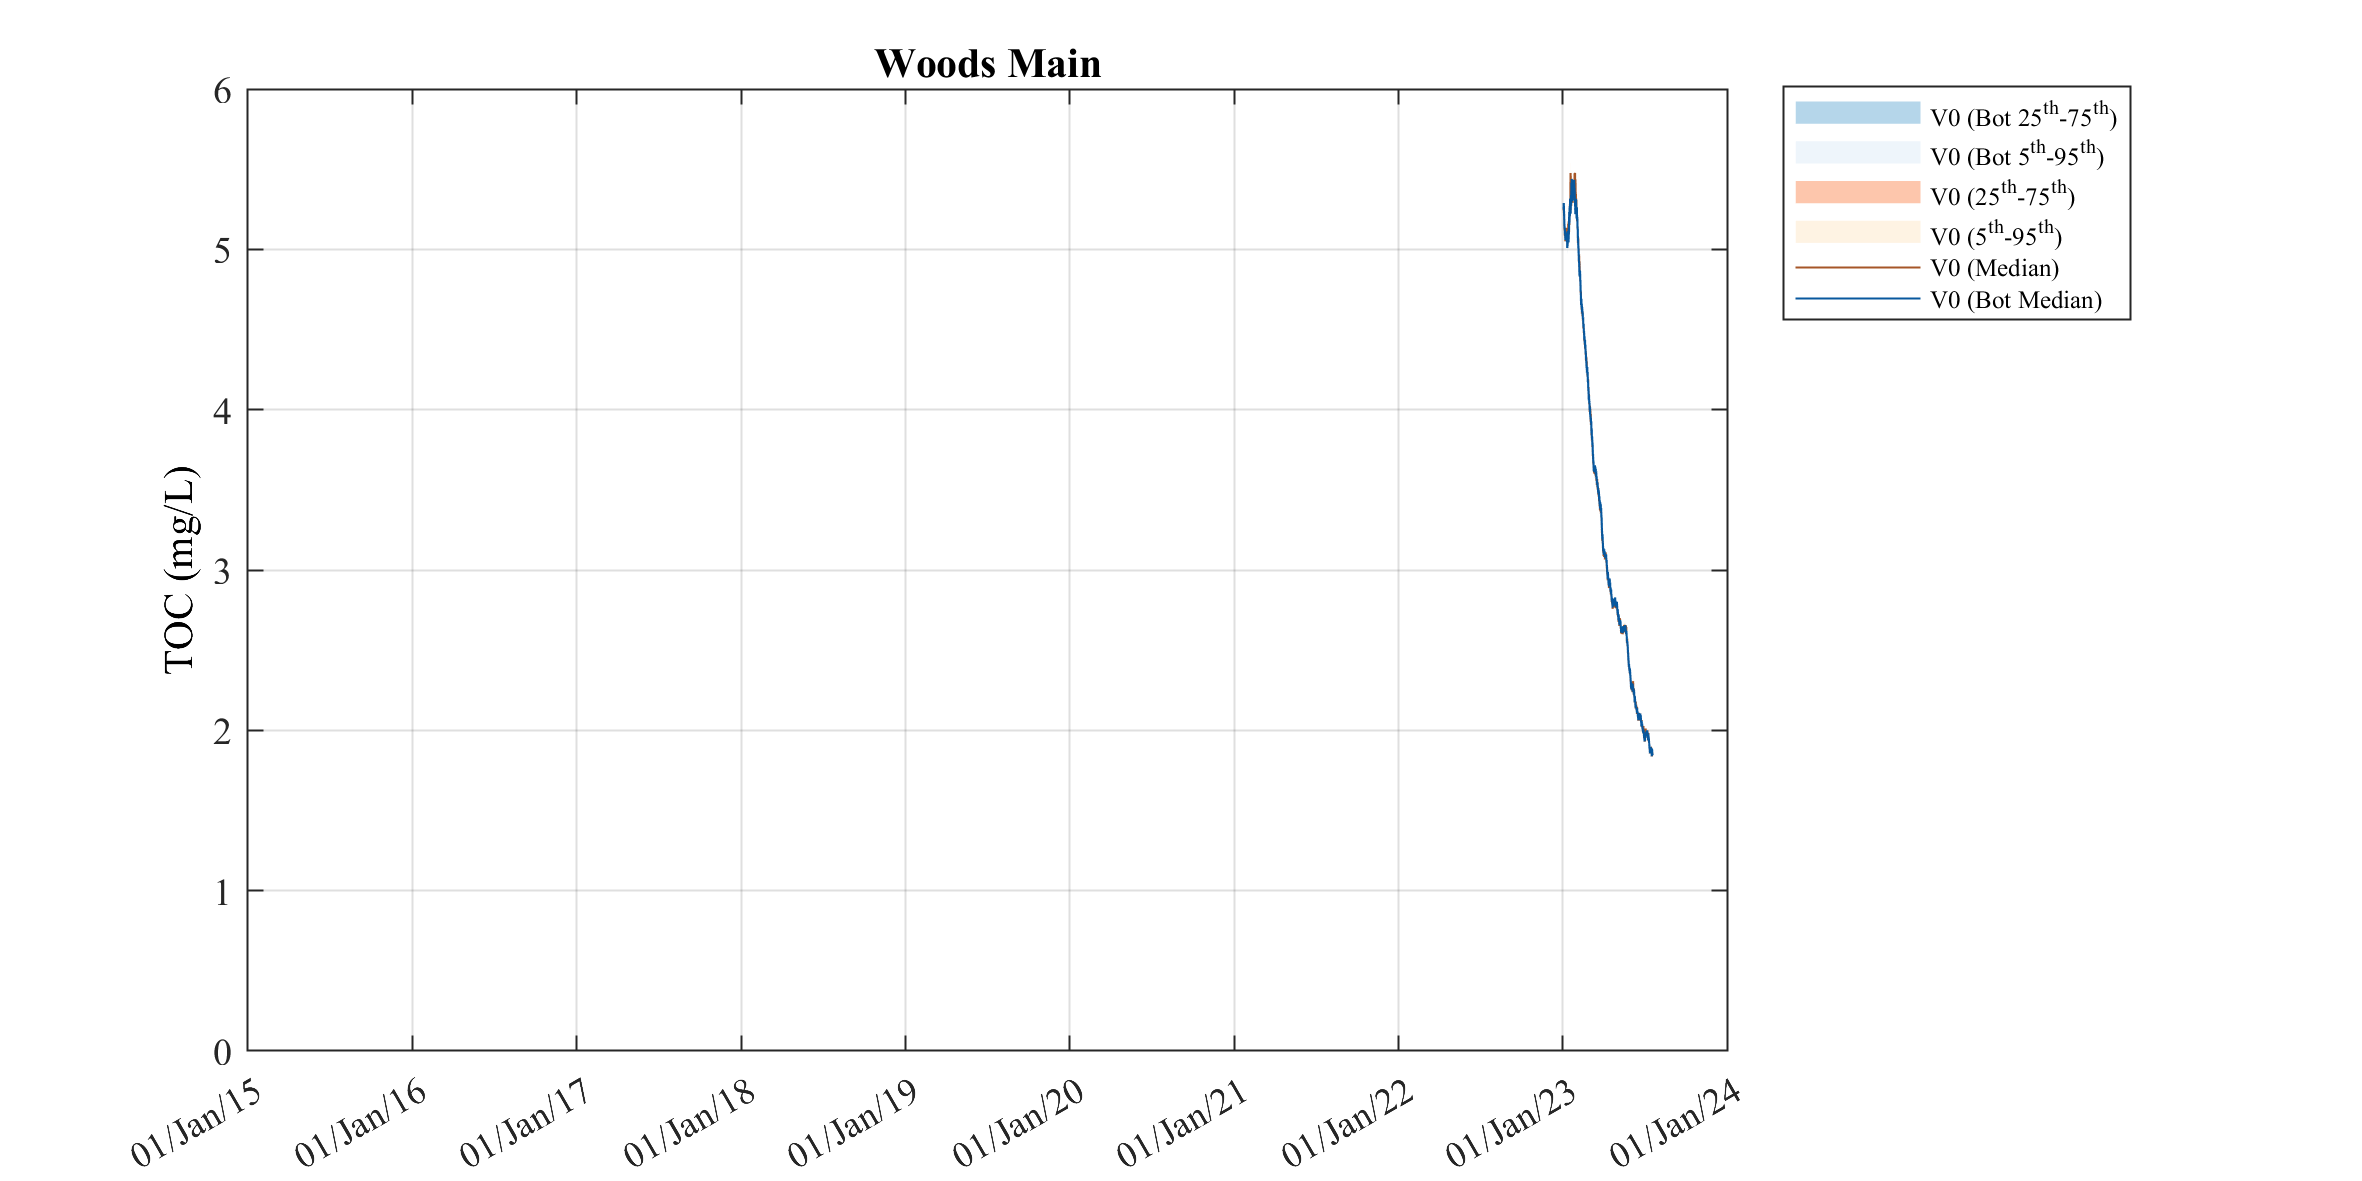 Woods Main
6
5
4
3
2
1
0
TOC (mg/L)
01/Jan/15
01/Jan/16
01/Jan/17
01/Jan/18
01/Jan/19
01/Jan/20
01/Jan/21
01/Jan/22
01/Jan/23
01/Jan/24
V0 (Bot 25th-75th)
V0 (Bot 5th-95th)
V0 (25th-75th)
V0 (5th-95th)
V0 (Median)
V0 (Bot Median)